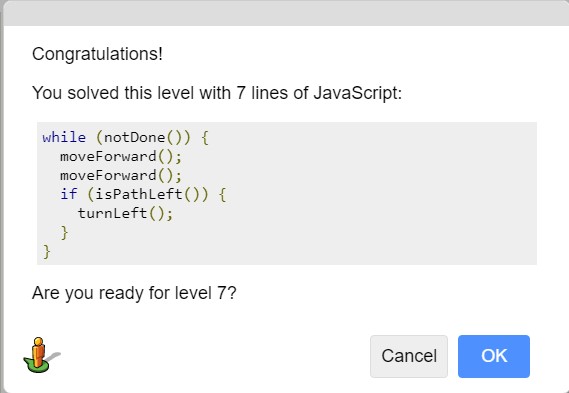 Congratulations!
You solved this level with 7 lines of JavaScript:
while (notDone()) {
  moveForward();
  moveForward();
  if (isPathLeft()) {
    turnLeft();
  }
}
Are you ready for level 7?
Cancel
OK